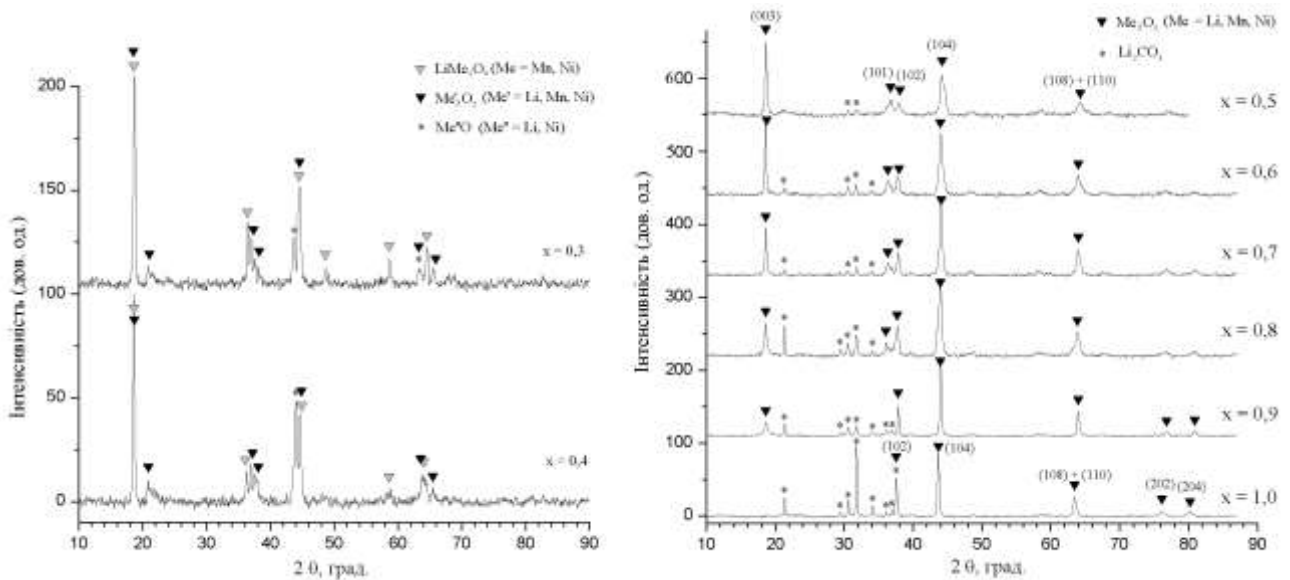 Інтенсивність (дов. од.)
200
150
100
50
0
LiMe₂O₄ (Me = Mn, Ni)
Me'₂O₃ (Me' = Li, Mn, Ni)
Me"O (Me" = Li, Ni)
x = 0,3
x = 0,4
10 20 30 40 50 60 70 80 90
2 θ, град.
Інтенсивність (дов. од.)
600
500
400
300
200
100
0
(003)
(101)
(102)
(104)
(108) + (110)
Me₂O₃ (Me = Li, Mn, Ni)
Li₂CO₃
x = 0,5
x = 0,6
x = 0,7
x = 0,8
x = 0,9
(102)
(104)
(108) + (110)
(202)
(204)
x = 1,0
10 20 30 40 50 60 70 80 90
2 θ, град.